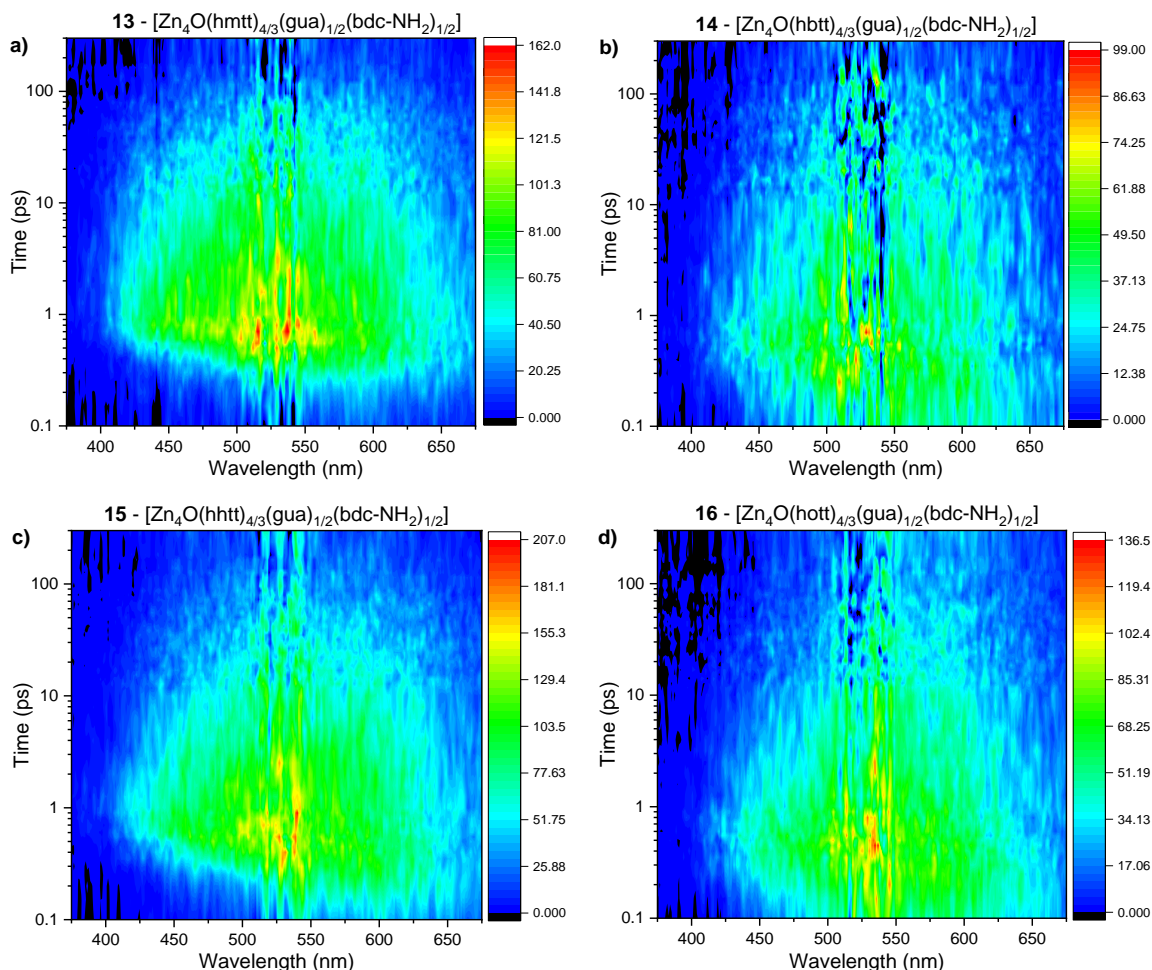 13 - [Zn4O(hmtt)4/3(gua)1/2(bdc-NH2)1/2]
a)
Time (ps)
100
10
1
0.1
400 450 500 550 600 650
Wavelength (nm)
162.0
141.8
121.5
101.3
81.00
60.75
40.50
20.25
0.000
14 - [Zn4O(hbtt)4/3(gua)1/2(bdc-NH2)1/2]
b)
Time (ps)
100
10
1
0.1
400 450 500 550 600 650
Wavelength (nm)
99.00
86.63
74.25
61.88
49.50
37.13
24.75
12.38
0.000
15 - [Zn4O(hhtt)4/3(gua)1/2(bdc-NH2)1/2]
c)
Time (ps)
100
10
1
0.1
400 450 500 550 600 650
Wavelength (nm)
207.0
181.1
155.3
129.4
103.5
77.63
51.75
25.88
0.000
16 - [Zn4O(hott)4/3(gua)1/2(bdc-NH2)1/2]
d)
Time (ps)
100
10
1
0.1
400 450 500 550 600 650
Wavelength (nm)
136.5
119.4
102.4
85.31
68.25
51.19
34.13
17.06
0.000